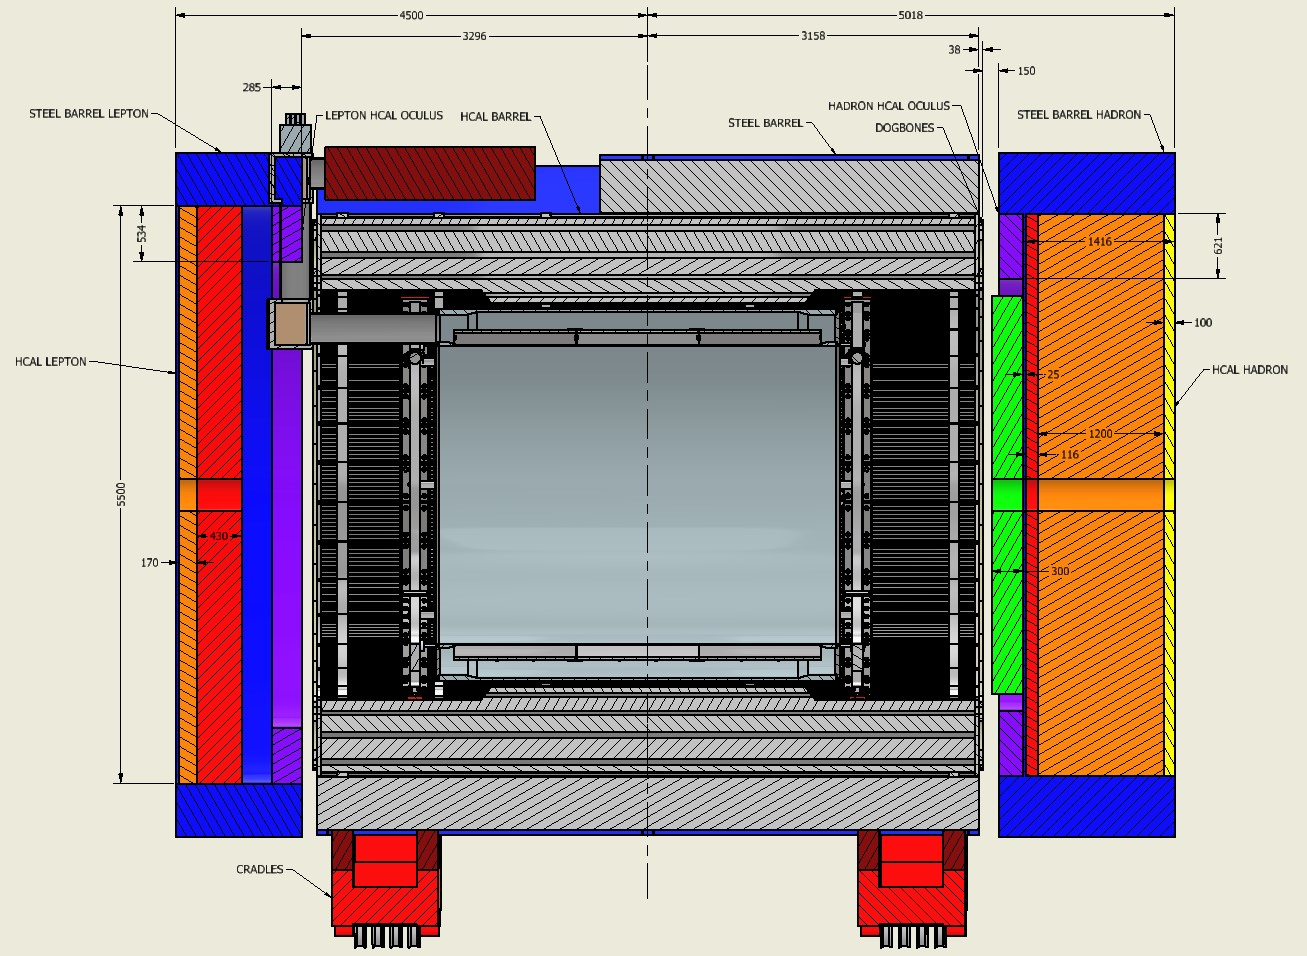 4500
5018
3296
3158
38
150
285
STEEL BARREL LEPTON
LEPTON HCAL OCULUS
HCAL BARREL
STEEL BARREL
HADRON HCAL OCULUS
DOGBONES
STEEL BARREL HADRON
534
1416
621
100
HCAL LEPTON
25
HCAL HADRON
1200
116
5500
430
170
300
CRADLES